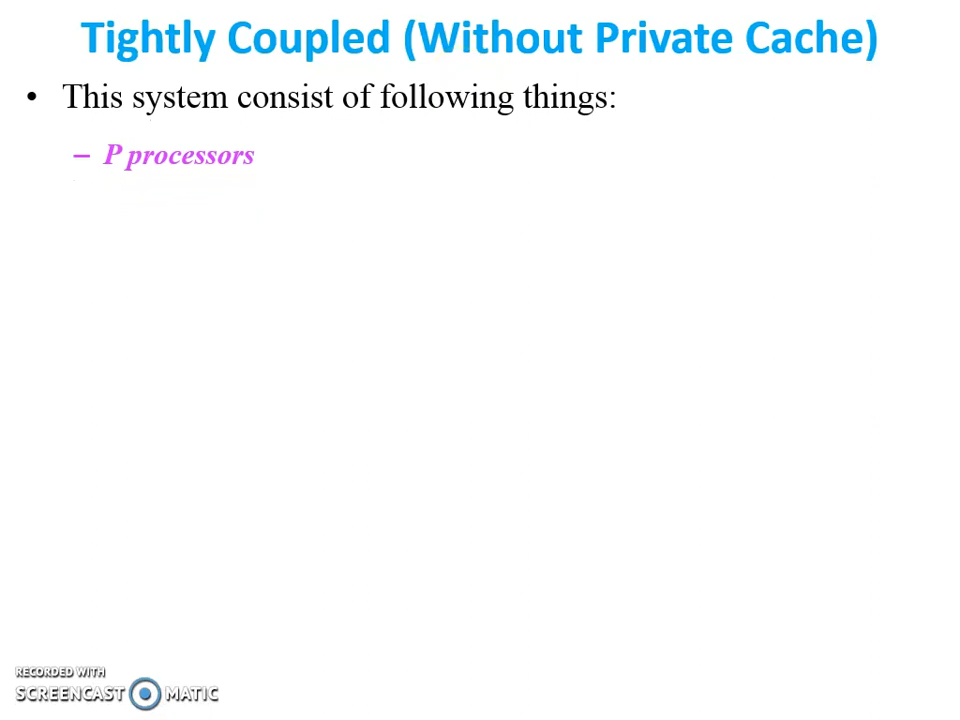 Tightly Coupled (Without Private Cache)
• This system consist of following things:
– P processors
RECORDED WITH
SCREENCAST MATIC